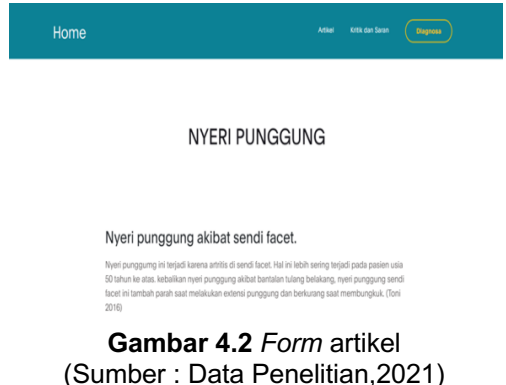 Home Artikel Kritik dan Saran Diagnosa
NYERI PUNGGUNG
Nyeri punggung akibat sendi facet.
Nyeri punggumg ini terjadi karena artritis di sendi facet. Hal ini lebih sering terjadi pada pasien usia
50 tahun ke atas. kebalikan nyeri punggung akibat bantalan tulang belakang, nyeri punggung sendi
facet ini tambah parah saat melakukan extensi punggung dan berkurang saat membungkuk. (Toni
2016)
Gambar 4.2 Form artikel
(Sumber : Data Penelitian,2021)